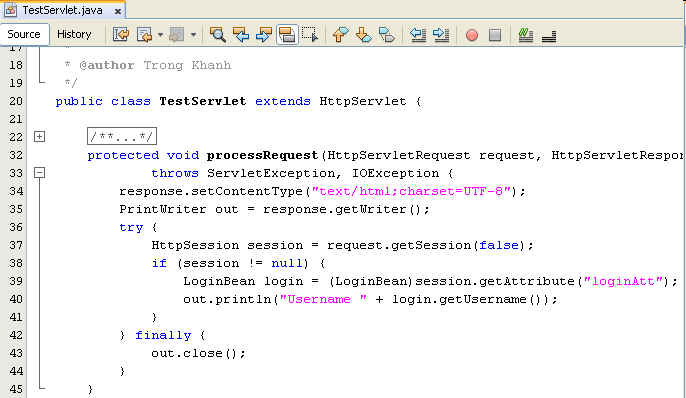 TestServlet.java x
Source History
17 *
18 * @author Trong Khanh
19 */
20 public class TestServlet extends HttpServlet {
21
22 /**...*/
32 protected void processRequest(HttpServletRequest request, HttpServletRespon
33 throws ServletException, IOException {
34 response.setContentType("text/html;charset=UTF-8");
35 PrintWriter out = response.getWriter();
36 try {
37 HttpSession session = request.getSession(false);
38 if (session != null) {
39 LoginBean login = (LoginBean)session.getAttribute("loginAtt");
40 out.println("Username " + login.getUsername());
41 }
42 } finally {
43 out.close();
44 }
45 }